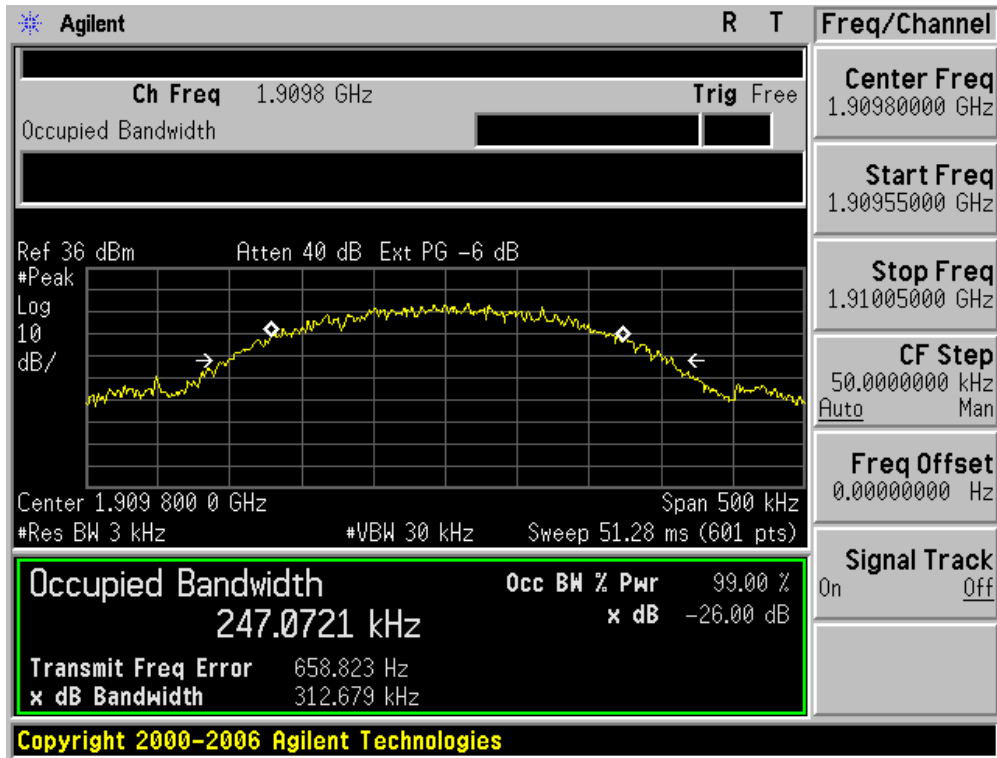 Agilent R T
Freq/Channel
Ch Freq 1.9098 GHz Trig Free
Occupied Bandwidth
Center Freq
1.90980000 GHz
Start Freq
1.90955000 GHz
Stop Freq
1.91005000 GHz
CF Step
50.0000000 kHz
Auto Man
Freq Offset
0.00000000 Hz
Signal Track
On Off
Ref 36 dBm Atten 40 dB Ext PG -6 dB
#Peak
Log
10
dB/
Center 1.909 800 0 GHz Span 500 kHz
#Res BW 3 kHz #VBW 30 kHz Sweep 51.28 ms (601 pts)
Occupied Bandwidth Occ BW % Pwr 99.00 %
247.0721 kHz x dB -26.00 dB
Transmit Freq Error 658.823 Hz
x dB Bandwidth 312.679 kHz
Copyright 2000-2006 Agilent Technologies